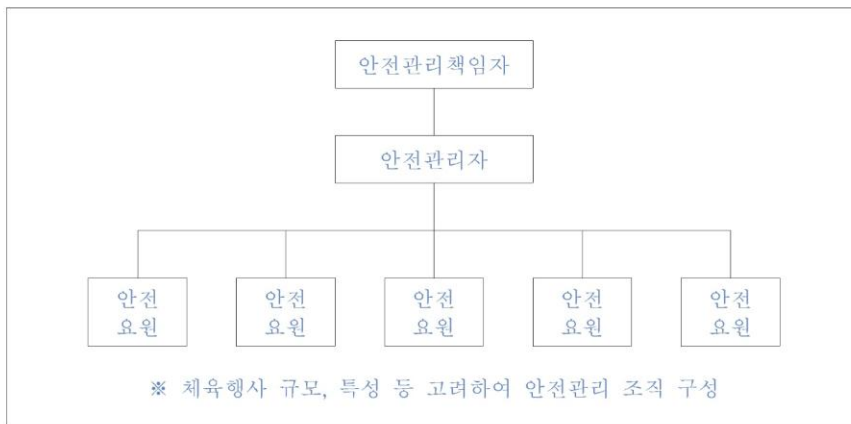 안전관리책임자
안전관리자
안전 안전 안전 안전 안전
요원 요원 요원 요원 요원
※ 체육행사 규모, 특성 등 고려하여 안전관리 조직 구성